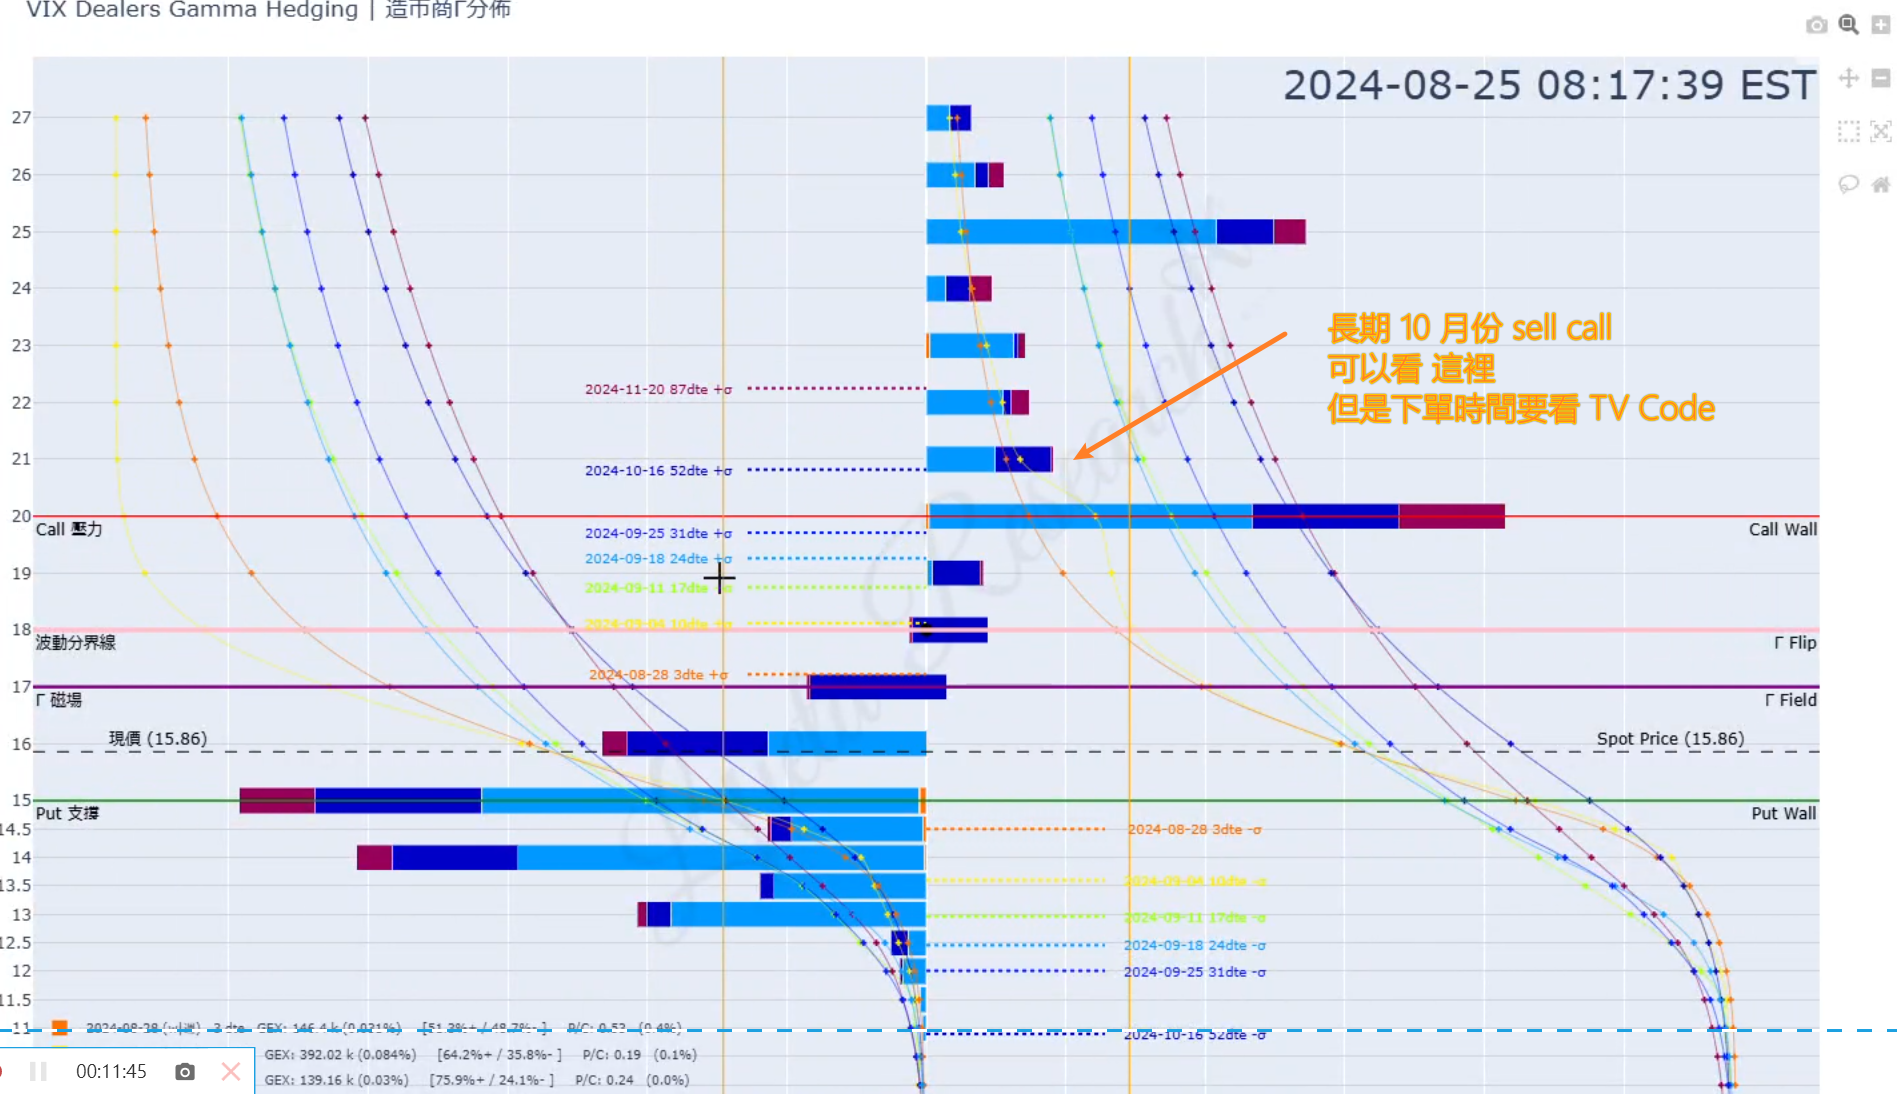 VIX Dealers Gamma Hedging | 造市商Γ分佈
2024-08-25 08:17:39 EST
27
26
25
24
23
長期 10 月份 sell call
可以看 這裡
但是下單時間要看 TV Code
2024-11-20 87dte +σ
22
21
2024-10-16 52dte +σ
20
Call 壓力
Call Wall
2024-09-25 31dte +σ
2024-09-18 24dte +σ
19
2024-09-11 17dte
2024-09-04 10dte +σ
18
波動分界線
Γ Flip
2024-08-28 3dte +σ
17
Γ 磁場
Γ Field
現價 (15.86)
Spot Price (15.86)
16
15
Put 支撐
Put Wall
14.5
2024-08-28 3dte -σ
14
13.5
2024-09-04 10dte -σ
13
2024-09-11 17dte -σ
12.5
2024-09-18 24dte -σ
12
2024-09-25 31dte -σ
11.5
11
2024-10-16 52dte -σ
2024-08-28 3 dte GEX: 146.4 k (0.031%) [51.3%+ / 48.7%- ] P/C: 0.53 (0.4%)
GEX: 392.02 k (0.084%) [64.2%+ / 35.8%- ] P/C: 0.19 (0.1%)
00:11:45
GEX: 139.16 k (0.03%) [75.9%+ / 24.1%- ] P/C: 0.24 (0.0%)